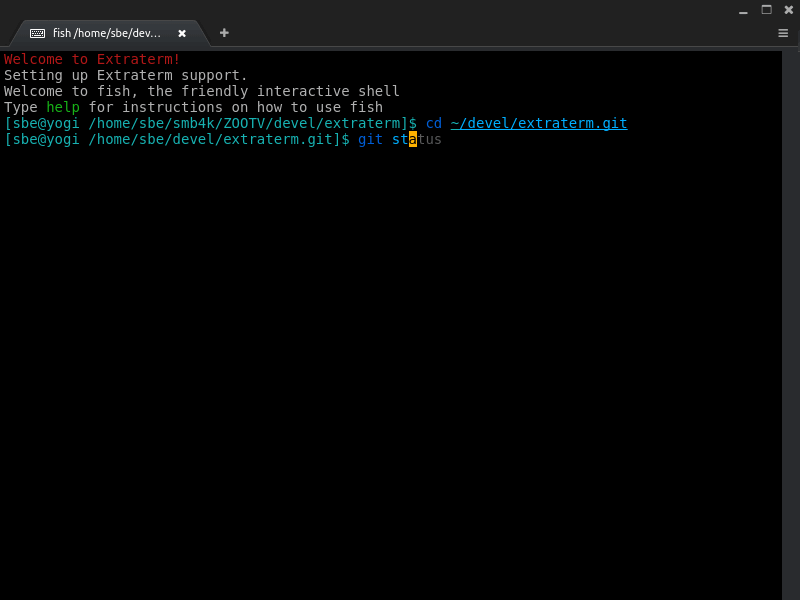 fish /home/sbe/dev...
Welcome to Extraterm!
Setting up Extraterm support.
Welcome to fish, the friendly interactive shell
Type help for instructions on how to use fish
[sbe@yogi /home/sbe/smb4k/ZOOTV/devel/extraterm]$ cd ~/devel/extraterm.git
[sbe@yogi /home/sbe/devel/extraterm.git]$ git status